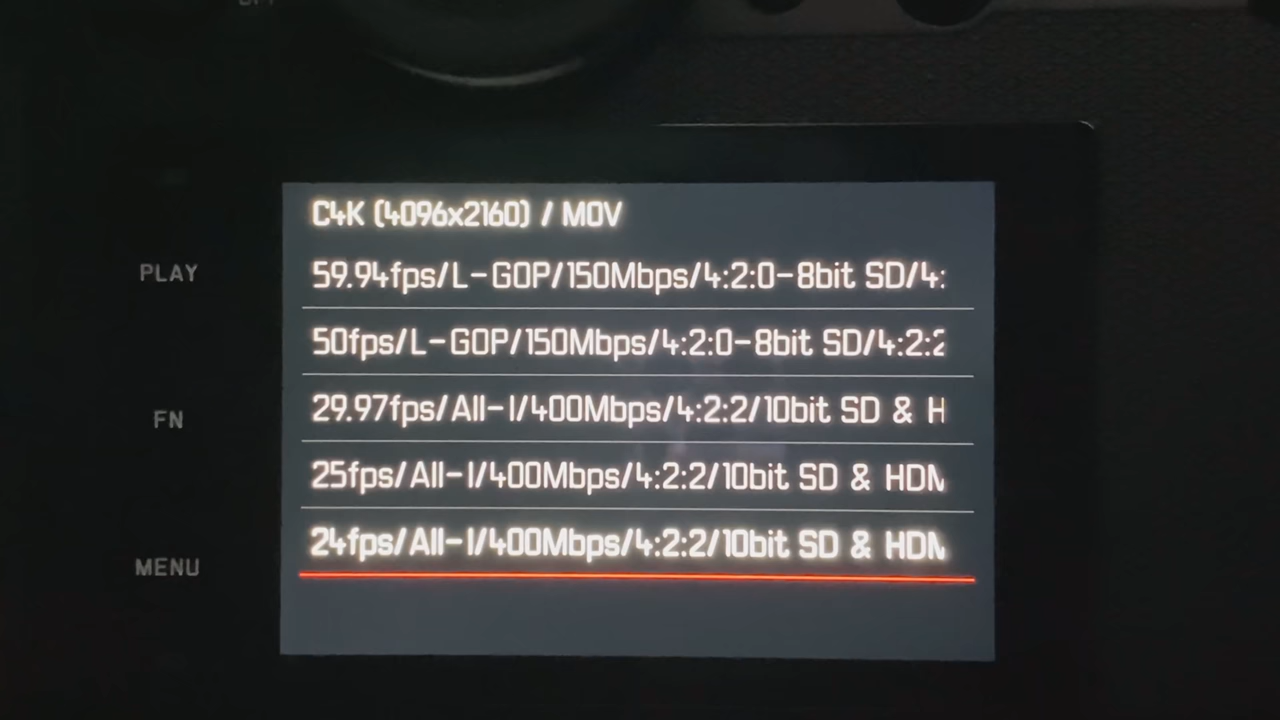 C4K (4096x2160) / MOV
59.94fps/L-GOP/150Mbps/4:2:0-8bit SD/4:
PLAY
50fps/L-GOP/150Mbps/4:2:0-8bit SD/4:2:2
29.97fps/All-I/400Mbps/4:2:2/10bit SD & H
FN
25fps/All-I/400Mbps/4:2:2/10bit SD & HDM
24fps/All-I/400Mbps/4:2:2/10bit SD & HDM
MENU